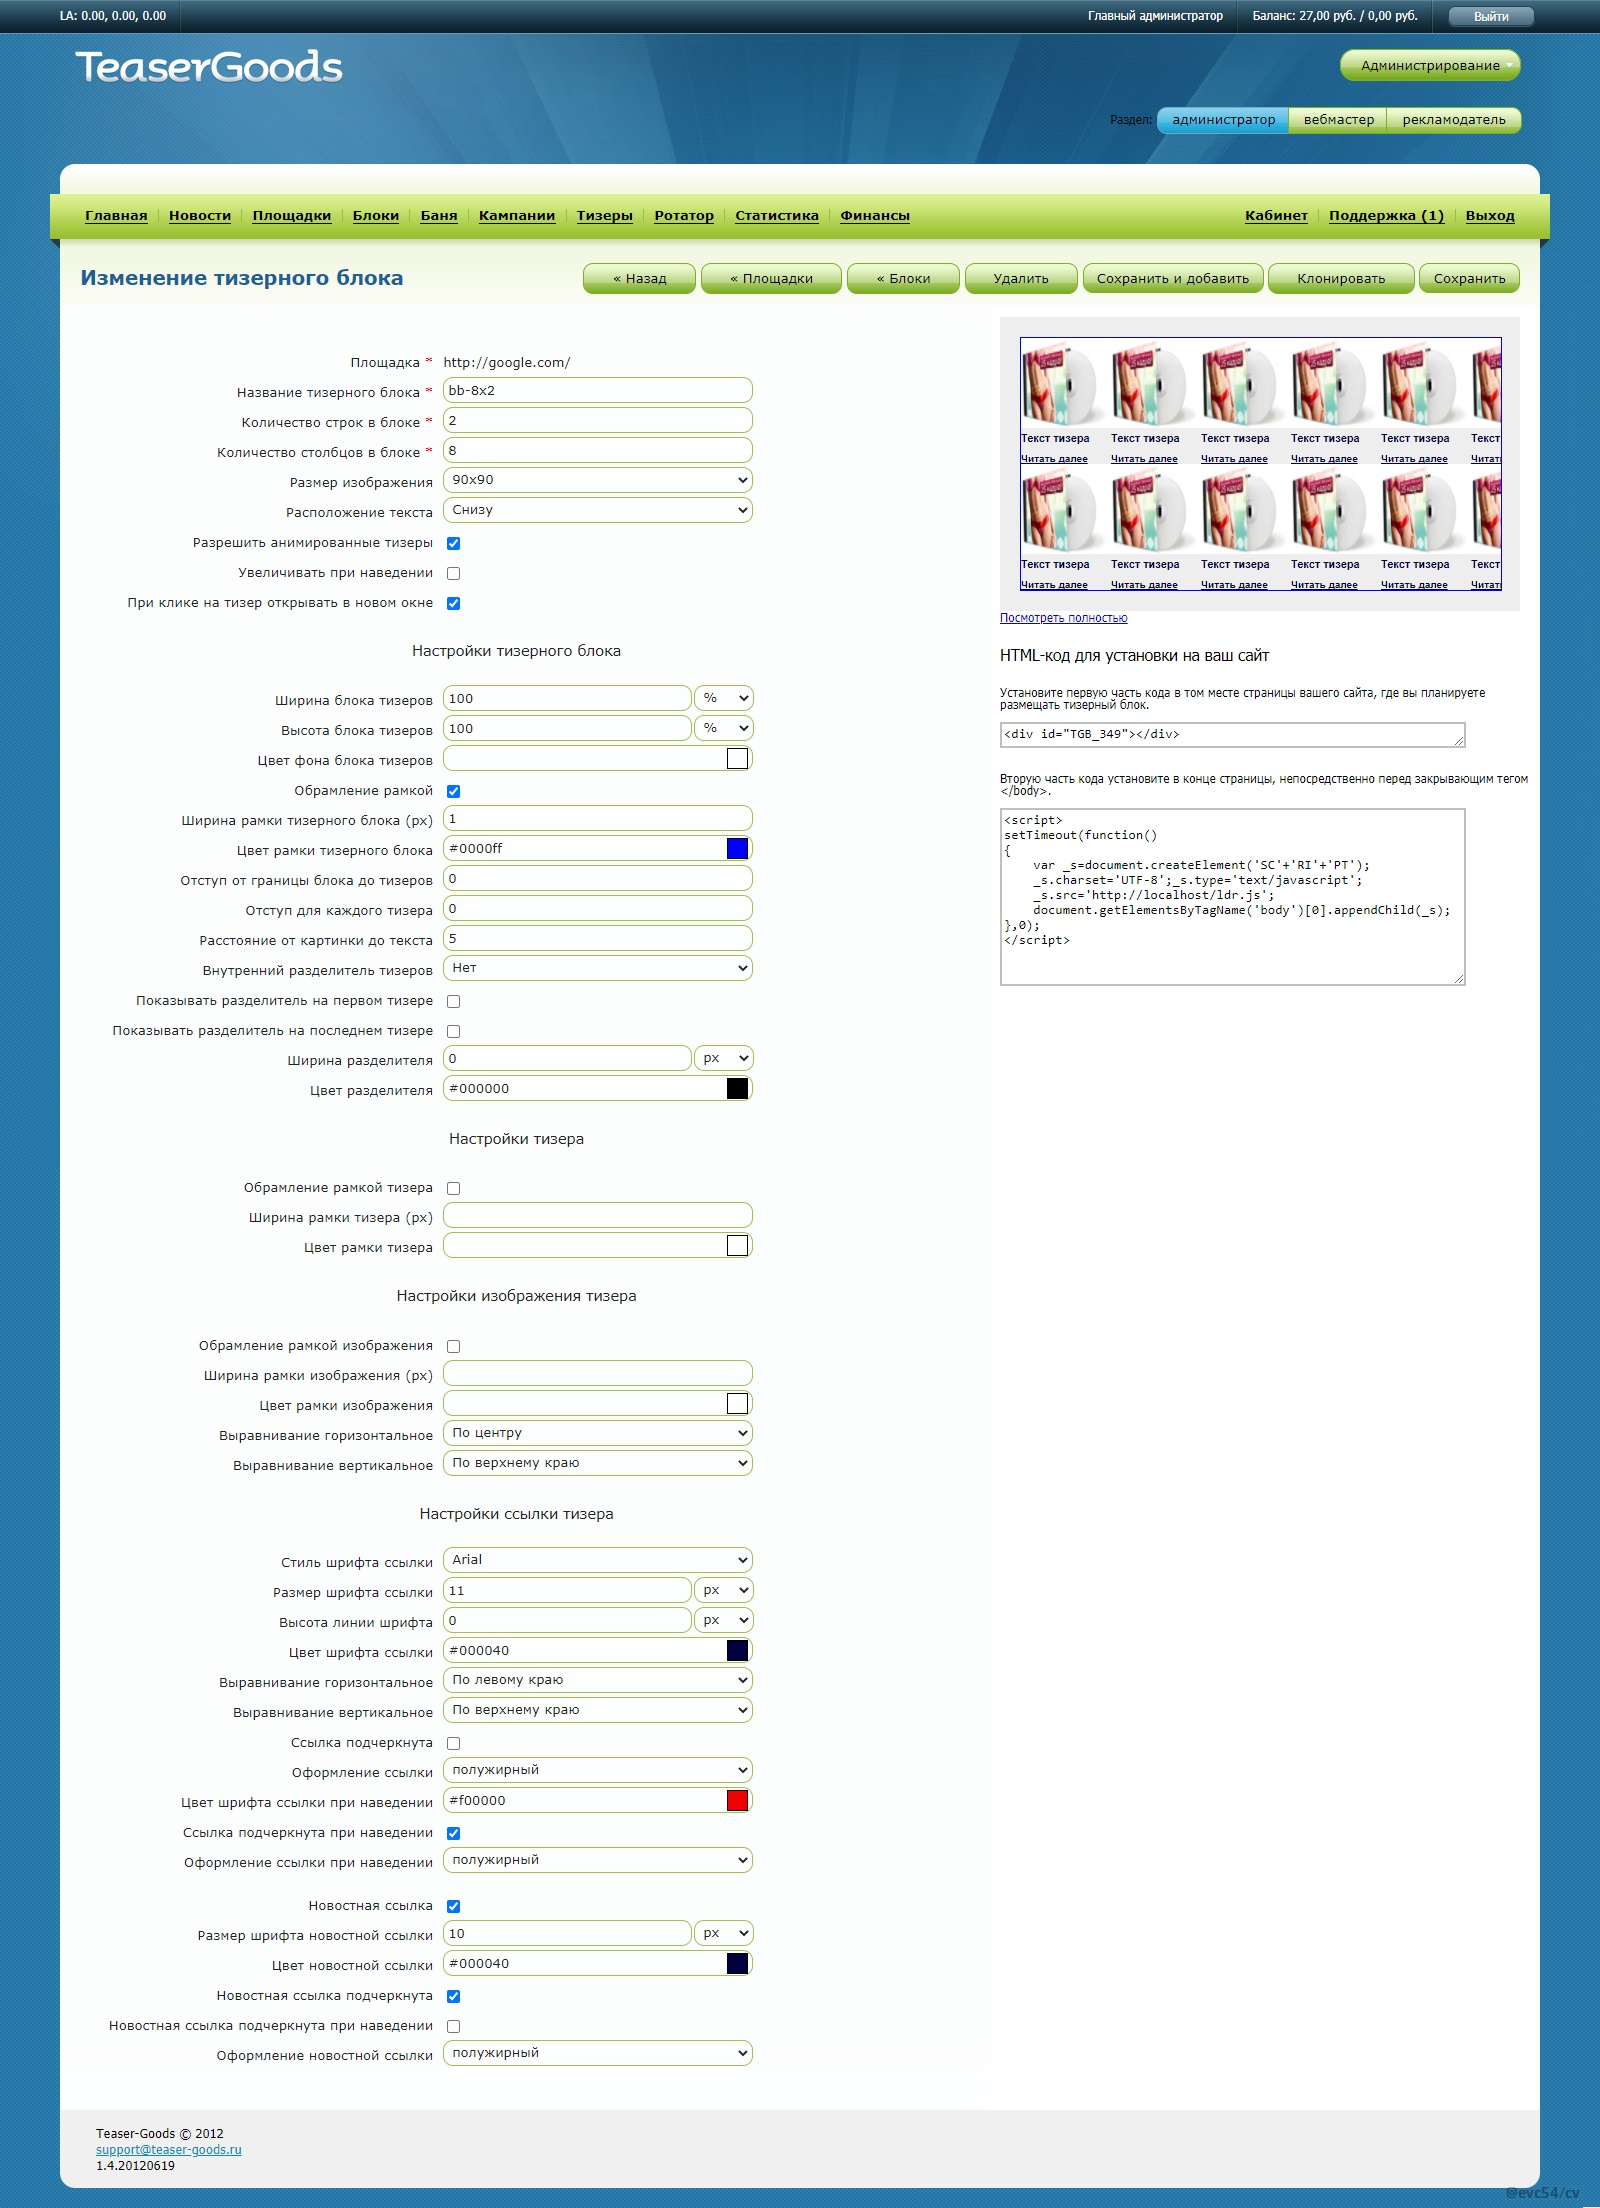 LA: 0.00, 0.00, 0.00
Главный администратор
Баланс: 27,00 руб. / 0,00 руб.
Выйти
TeaserGoods
Администрирование
Раздел: администратор вебмастер рекламодатель
Главная Новости Площадки Блоки Баня Кампании Тизеры Ротатор Статистика Финансы Кабинет Поддержка (1) Выход
Изменение тизерного блока
« Назад « Площадки « Блоки Удалить Сохранить и добавить Клонировать Сохранить
Площадка * http://google.com/
Название тизерного блока * bb-8x2
Количество строк в блоке * 2
Количество столбцов в блоке * 8
Размер изображения 90x90
Расположение текста Снизу
Разрешить анимированные тизеры
Увеличивать при наведении
При клике на тизер открывать в новом окне
Настройки тизерного блока
Ширина блока тизеров 100 %
Высота блока тизеров 100 %
Цвет фона блока тизеров
Обрамление рамкой
Ширина рамки тизерного блока (px) 1
Цвет рамки тизерного блока #0000ff
Отступ от границы блока до тизеров 0
Отступ для каждого тизера 0
Расстояние от картинки до текста 5
Внутренний разделитель тизеров Нет
Показывать разделитель на первом тизере
Показывать разделитель на последнем тизере
Ширина разделителя 0 px
Цвет разделителя #000000
Настройки тизера
Обрамление рамкой тизера
Ширина рамки тизера (px)
Цвет рамки тизера
Настройки изображения тизера
Обрамление рамкой изображения
Ширина рамки изображения (px)
Цвет рамки изображения
Выравнивание горизонтальное По центру
Выравнивание вертикальное По верхнему краю
Настройки ссылки тизера
Стиль шрифта ссылки Arial
Размер шрифта ссылки 11 px
Высота линии шрифта 0 px
Цвет шрифта ссылки #000040
Выравнивание горизонтальное По левому краю
Выравнивание вертикальное По верхнему краю
Ссылка подчеркнута
Оформление ссылки полужирный
Цвет шрифта ссылки при наведении #f00000
Ссылка подчеркнута при наведении
Оформление ссылки при наведении полужирный
Новостная ссылка
Размер шрифта новостной ссылки 10 px
Цвет новостной ссылки #000040
Новостная ссылка подчеркнута
Новостная ссылка подчеркнута при наведении
Оформление новостной ссылки полужирный
Текст тизера Текст тизера Текст тизера Текст тизера Текст тизера Текст
Читать далее Читать далее Читать далее Читать далее Читать далее Читат
Текст тизера Текст тизера Текст тизера Текст тизера Текст тизера Текст
Читать далее Читать далее Читать далее Читать далее Читать далее Читат
Посмотреть полностью
HTML-код для установки на ваш сайт
Установите первую часть кода в том месте страницы вашего сайта, где вы планируете
размещать тизерный блок.
<div id="TGB_349"></div>
Вторую часть кода установите в конце страницы, непосредственно перед закрывающим тегом
</body>.
<script>
setTimeout(function()
{
var _s=document.createElement('SC'+'RI'+'PT');
_s.charset='UTF-8';_s.type='text/javascript';
_s.src='http://localhost/ldr.js';
document.getElementsByTagName('body')[0].appendChild(_s);
},0);
</script>
Teaser-Goods © 2012
support@teaser-goods.ru
1.4.20120619
@evc54/cv